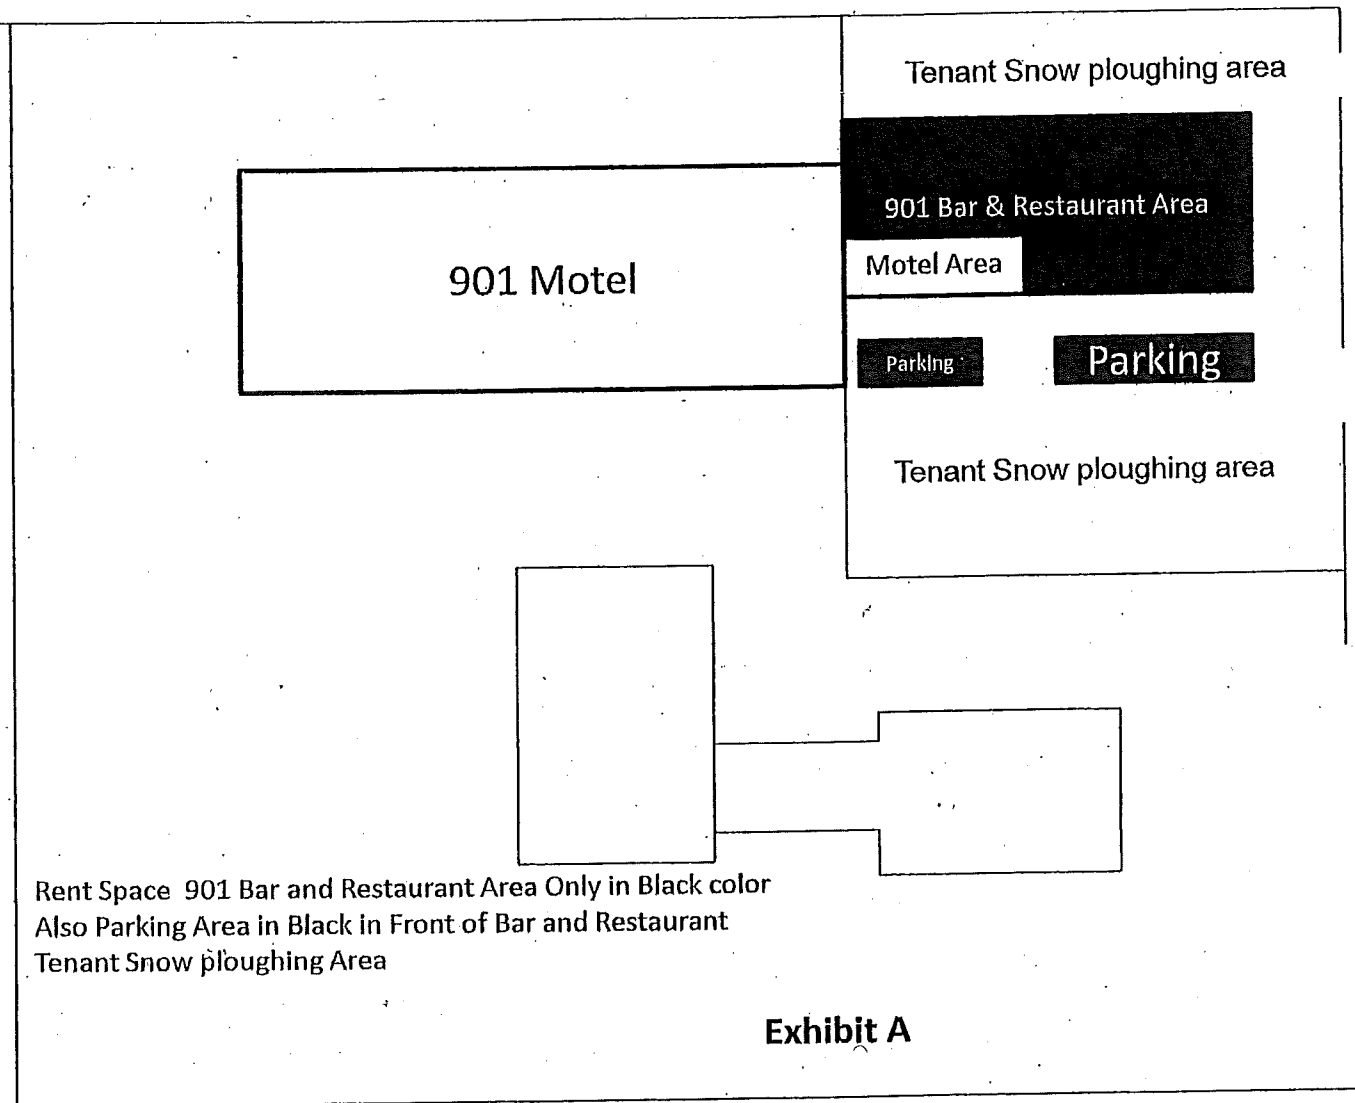 Tenant Snow ploughing area
901 Bar & Restaurant Area
Motel Area
901 Motel
Parking
Parking
Tenant Snow ploughing area
Rent Space 901 Bar and Restaurant Area Only in Black color
Also Parking Area in Black in Front of Bar and Restaurant
Tenant Snow ploughing Area
Exhibit A